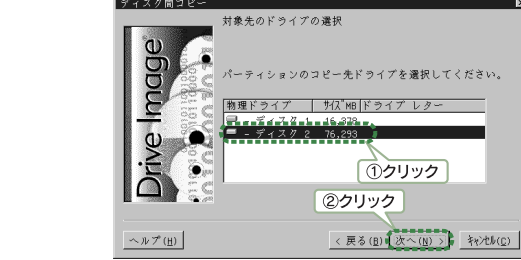 ディスク間コピー
対象先のドライブの選択
パーティションのコピー先ドライブを選択してください。
物理ドライブ ｻｲｽﾞMB ドライブ レター
- ディスク 1 16,378
- ディスク 2 76,293
①クリック
②クリック
Drive Image
ヘルプ(H) < 戻る(B) 次へ(N) > ｷｬﾝｾﾙ(C)